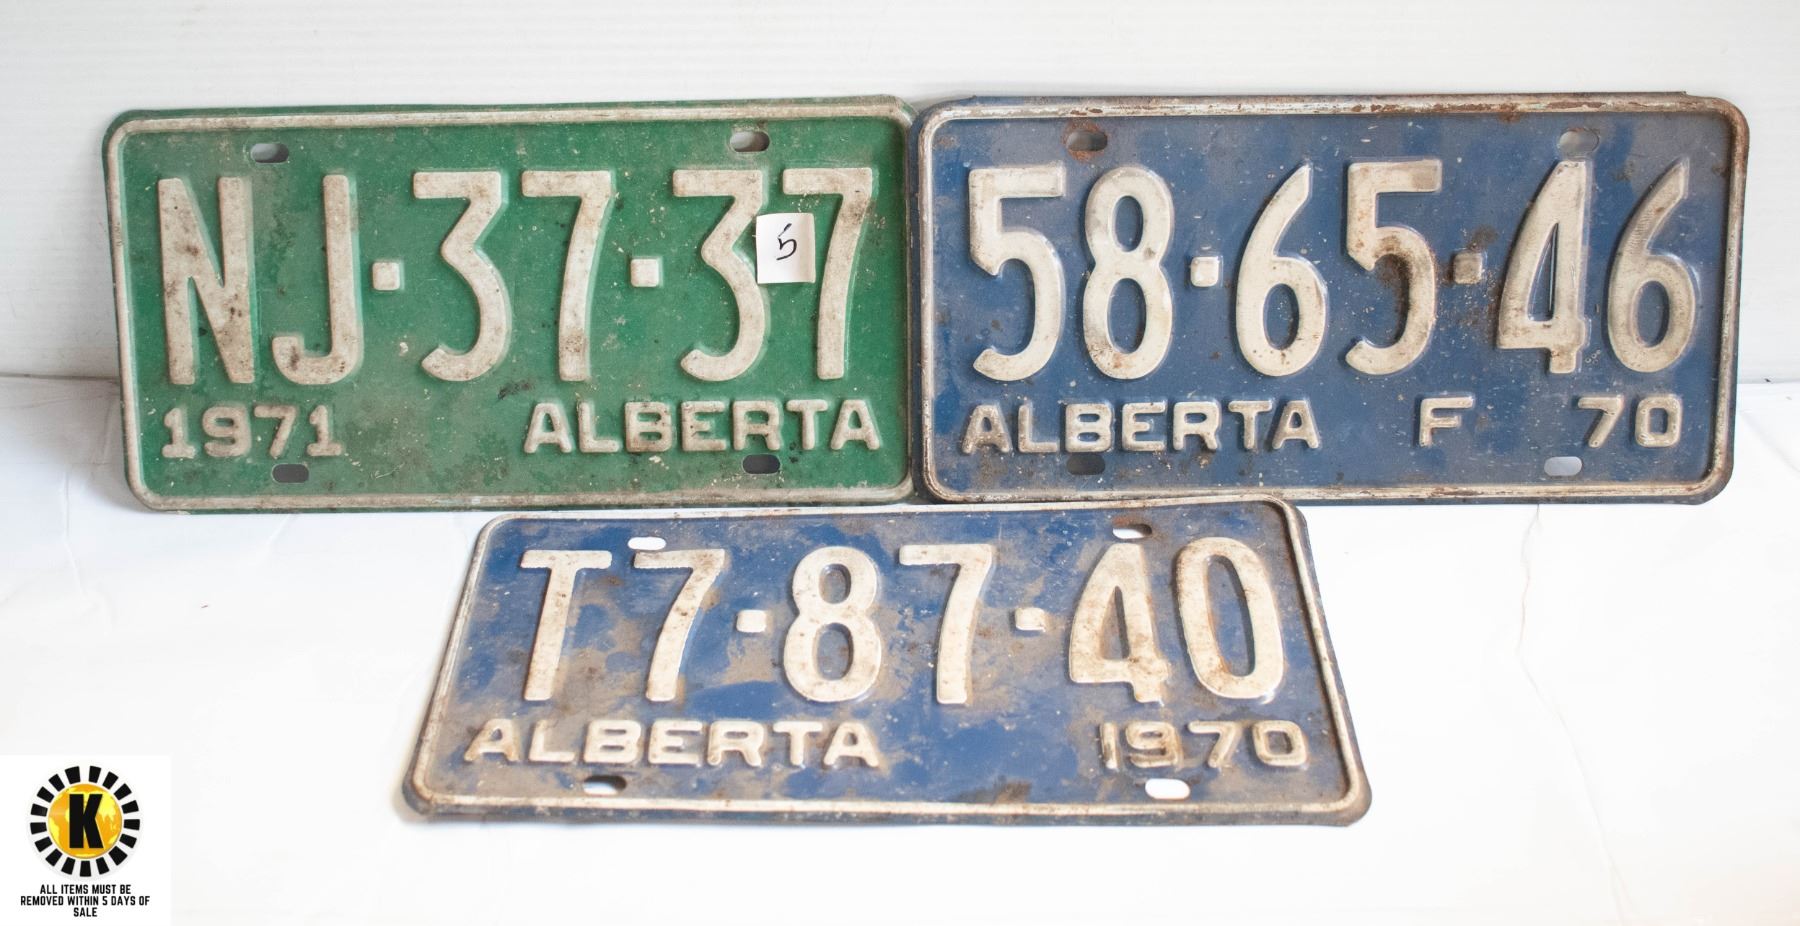 NJ·37·37
5
1971 ALBERTA
58·65·46
ALBERTA F 70
T7·87·40
ALBERTA 1970
K
ALL ITEMS MUST BE
REMOVED WITHIN 5 DAYS OF
SALE